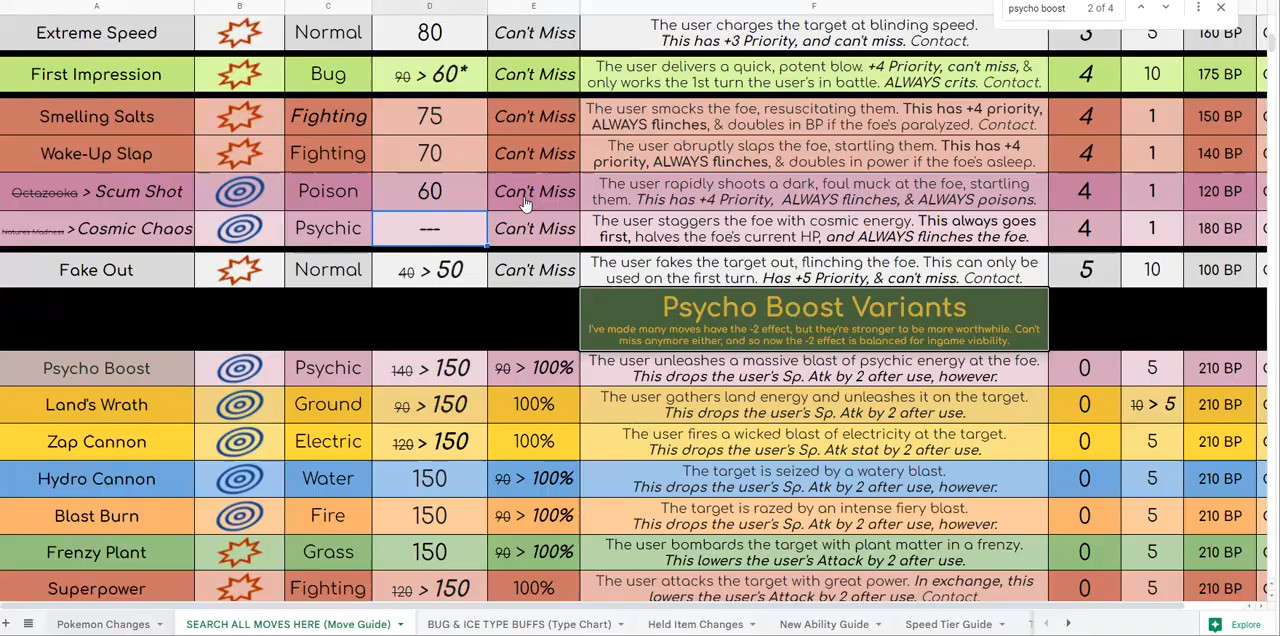 psycho boost 2 of 4
A B C D E F
Extreme Speed Normal 80 Can't Miss The user charges the target at blinding speed.
This has +3 Priority, and can't miss. Contact. 3 5 160 BP
First Impression Bug 90 > 60* Can't Miss The user delivers a quick, potent blow. +4 Priority, can't miss, &
only works the 1st turn the user's in battle. ALWAYS crits. Contact. 4 10 175 BP
Smelling Salts Fighting 75 Can't Miss The user smacks the foe, resuscitating them. This has +4 priority,
ALWAYS flinches, & doubles in BP if the foe's paralyzed. Contact. 4 1 150 BP
Wake-Up Slap Fighting 70 Can't Miss The user abruptly slaps the foe, startling them. This has +4
priority, ALWAYS flinches, & doubles in power if the foe's asleep. 4 1 140 BP
Octazooka > Scum Shot Poison 60 Can't Miss The user rapidly shoots a dark, foul muck at the foe, startling
them. This has +4 Priority, ALWAYS flinches, & ALWAYS poisons. 4 1 120 BP
Nature's Madness > Cosmic Chaos Psychic --- Can't Miss The user staggers the foe with cosmic energy. This always goes
first, halves the foe's current HP, and ALWAYS flinches the foe. 4 1 180 BP
Fake Out Normal 40 > 50 Can't Miss The user fakes the target out, flinching the foe. This can only be
used on the first turn. Has +5 Priority, & can't miss. Contact. 5 10 100 BP
Psycho Boost Variants
I've made many moves have the -2 effect, but they're stronger to be more worthwhile. Can't
miss anymore either, and so now the -2 effect is balanced for ingame viability.
Psycho Boost Psychic 140 > 150 90 > 100% The user unleashes a massive blast of psychic energy at the foe.
This drops the user's Sp. Atk by 2 after use, however. 0 5 210 BP
Land's Wrath Ground 90 > 150 100% The user gathers land energy and unleashes it on the target.
This drops the user's Sp. Atk by 2 after use. 0 10 > 5 210 BP
Zap Cannon Electric 120 > 150 100% The user fires a wicked blast of electricity at the target.
This drops the user's Sp. Atk stat by 2 after use. 0 5 210 BP
Hydro Cannon Water 150 90 > 100% The target is seized by a watery blast.
This drops the user's Sp. Atk by 2 after use, however. 0 5 210 BP
Blast Burn Fire 150 90 > 100% The target is razed by an intense fiery blast.
This drops the user's Sp. Atk by 2 after use, however. 0 5 210 BP
Frenzy Plant Grass 150 90 > 100% The user bombards the target with plant matter in a frenzy.
This lowers the user's Attack by 2 after use. 0 5 210 BP
Superpower Fighting 120 > 150 100% The user attacks the target with great power. In exchange, this
lowers the user's Attack by 2 after use. Contact. 0 5 210 BP
Pokemon Changes SEARCH ALL MOVES HERE (Move Guide) BUG & ICE TYPE BUFFS (Type Chart) Held Item Changes New Ability Guide Speed Tier Guide Explore